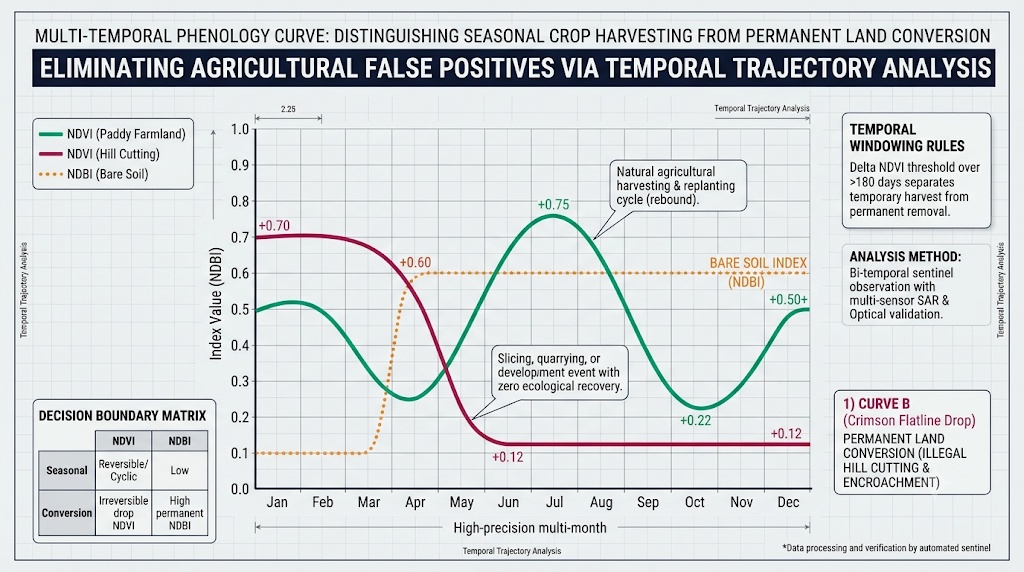 MULTI-TEMPORAL PHENOLOGY CURVE: DISTINGUISHING SEASONAL CROP HARVESTING FROM PERMANENT LAND CONVERSION
ELIMINATING AGRICULTURAL FALSE POSITIVES VIA TEMPORAL TRAJECTORY ANALYSIS
NDVI (Paddy Farmland)
NDVI (Hill Cutting)
NDBI (Bare Soil)
2.25
Temporal Trajectory Analysis
Temporal Trajectory Analysis
Index Value (NDBI)
1.0
0.9
0.8
0.7
0.6
0.5
0.4
0.3
0.2
0.1
0.0
+0.70
+0.60
+0.75
Natural agricultural
harvesting & replanting
cycle (rebound).
BARE SOIL INDEX
(NDBI)
+0.50+
Slicing, quarrying, or
development event with
zero ecological recovery.
+0.22
+0.12
+0.12
Jan
Feb
Mar
Apr
May
Jun
Jul
Aug
Sep
Oct
Nov
Dec
High-precision multi-month
Temporal Trajectory Analysis
TEMPORAL
WINDOWING RULES
Delta NDVI threshold over
>180 days separates
temporary harvest from
permanent removal.
ANALYSIS METHOD:
Bi-temporal sentinel
observation with
multi-sensor SAR &
Optical validation.
Temporal Trajectory Analysis
1) CURVE B
(Crimson Flatline Drop)
PERMANENT LAND
CONVERSION (ILLEGAL
HILL CUTTING &
ENCROACHMENT)
DECISION BOUNDARY MATRIX
NDVI
NDBI
Seasonal
Reversible/
Cyclic
Low
Conversion
Irreversible
drop
NDVI
High
permanent
NDBI
*Data processing and verification by automated sentinel